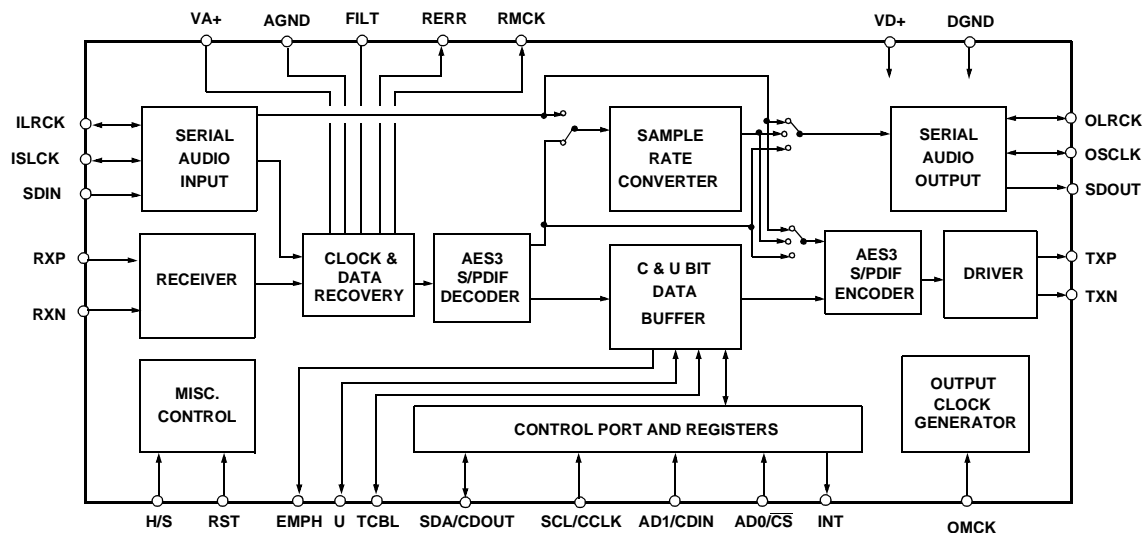 VA+ AGND FILT RERR RMCK VD+ DGND
ILRCK
ISLCK
SDIN
RXP
RXN
SERIAL
AUDIO
INPUT
RECEIVER
CLOCK &
DATA
RECOVERY
AES3
S/PDIF
DECODER
SAMPLE
RATE
CONVERTER
C & U BIT
DATA
BUFFER
SERIAL
AUDIO
OUTPUT
AES3
S/PDIF
ENCODER
DRIVER
OLRCK
OSCLK
SDOUT
TXP
TXN
MISC.
CONTROL
CONTROL PORT AND REGISTERS
OUTPUT
CLOCK
GENERATOR
H/S RST EMPH U TCBL SDA/CDOUT SCL/CCLK AD1/CDIN AD0/CS INT OMCK